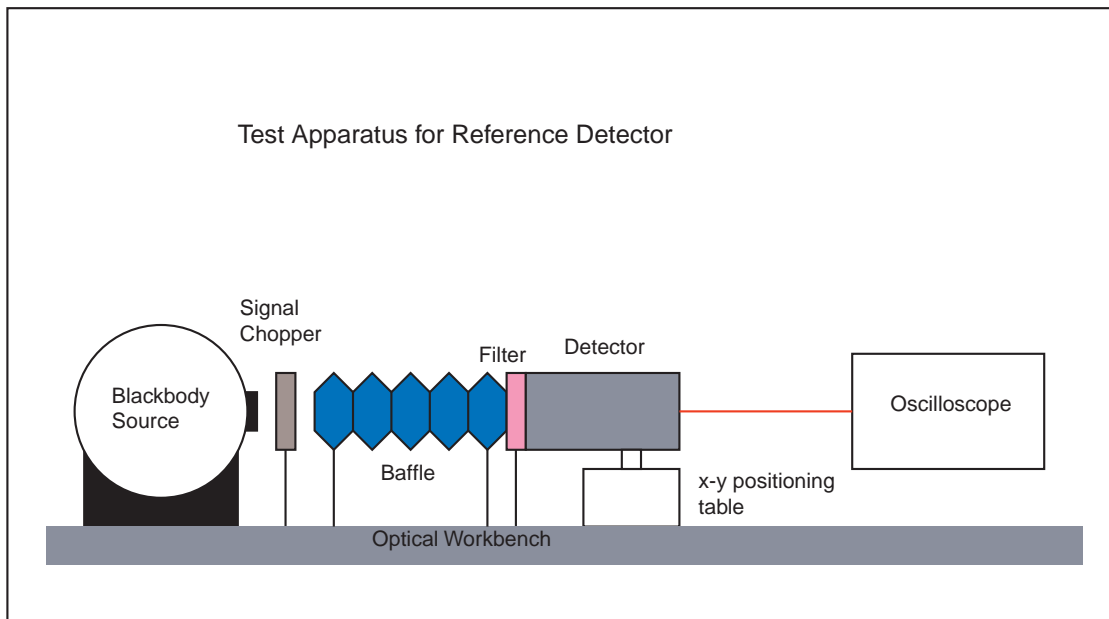 Test Apparatus for Reference Detector
Signal
Chopper
Filter
Detector
Blackbody
Source
Oscilloscope
Baffle
x-y positioning
table
Optical Workbench